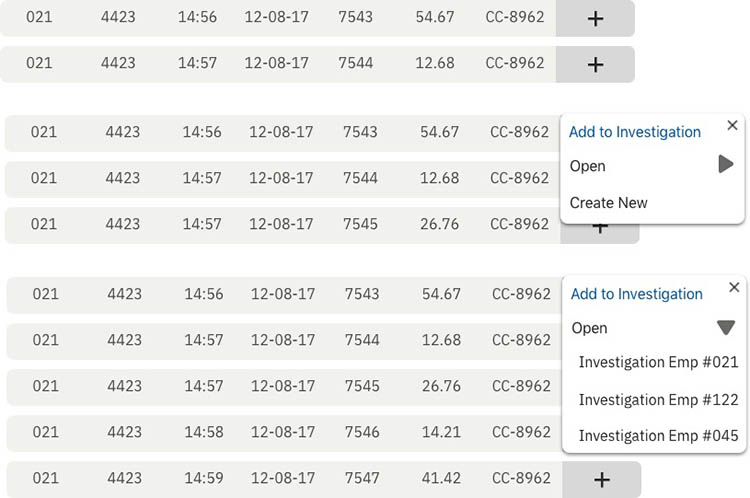 021 4423 14:56 12-08-17 7543 54.67 CC-8962 +
021 4423 14:57 12-08-17 7544 12.68 CC-8962 +
021 4423 14:56 12-08-17 7543 54.67 CC-8962
Add to Investigation
Open
Create New
021 4423 14:57 12-08-17 7544 12.68 CC-8962
021 4423 14:57 12-08-17 7545 26.76 CC-8962 +
021 4423 14:56 12-08-17 7543 54.67 CC-8962
Add to Investigation
Open
Investigation Emp #021
Investigation Emp #122
Investigation Emp #045
021 4423 14:57 12-08-17 7544 12.68 CC-8962
021 4423 14:57 12-08-17 7545 26.76 CC-8962
021 4423 14:58 12-08-17 7546 14.21 CC-8962
021 4423 14:59 12-08-17 7547 41.42 CC-8962 +